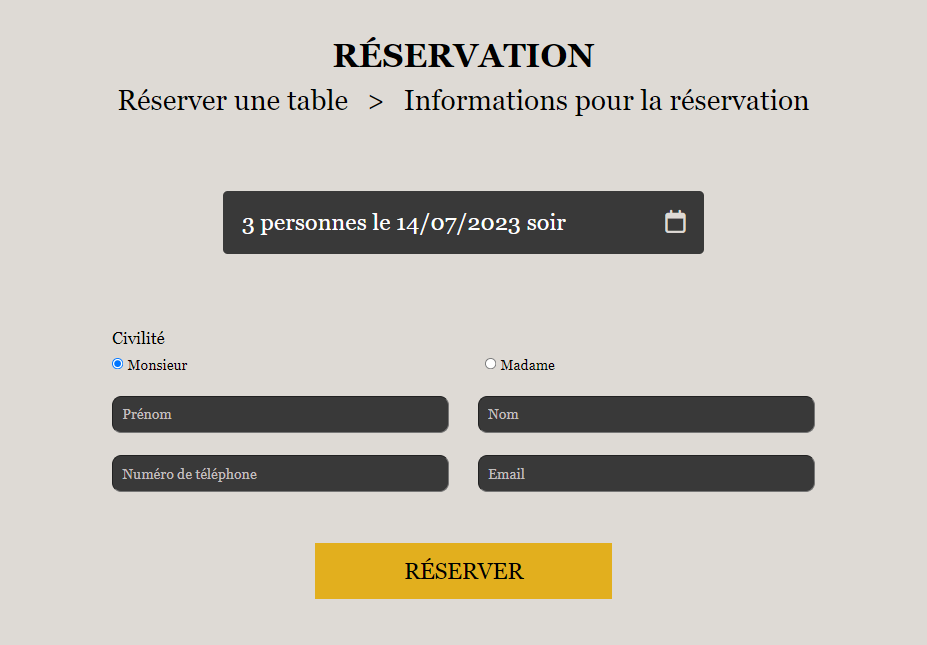 RÉSERVATION
Réserver une table > Informations pour la réservation
3 personnes le 14/07/2023 soir
Civilité
Monsieur Madame
Prénom Nom
Numéro de téléphone Email
RÉSERVER